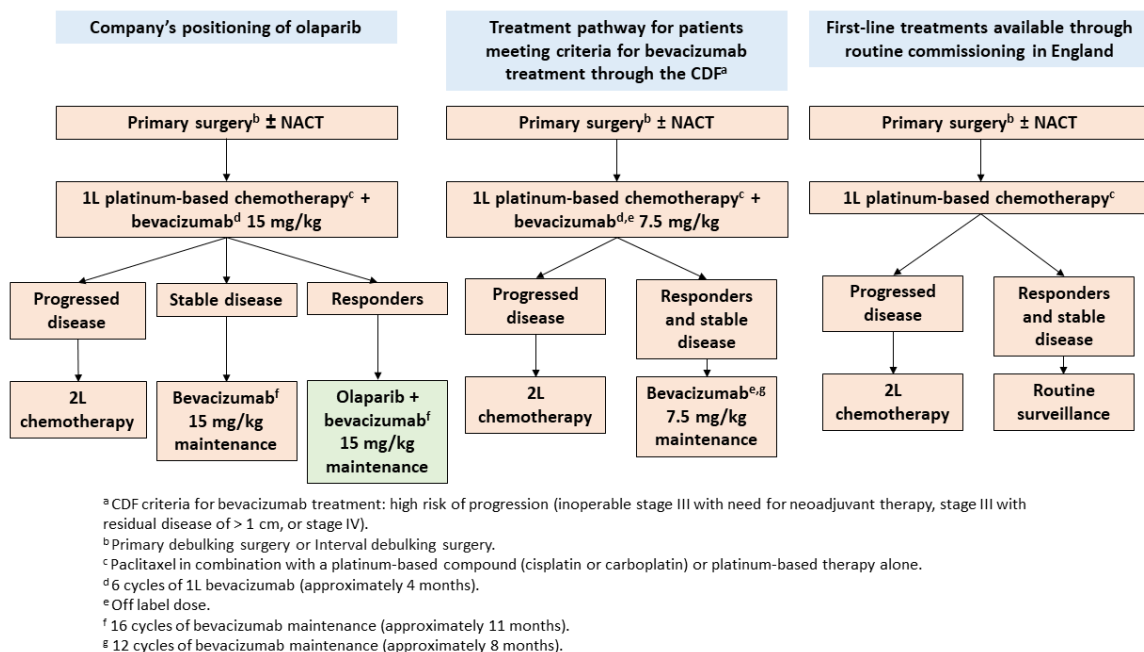 Company's positioning of olaparib
Primary surgeryᵇ ± NACT
1L platinum-based chemotherapyᶜ +
bevacizumabᵈ 15 mg/kg
Progressed
disease
Stable disease
Responders
2L
chemotherapy
Bevacizumabᶠ
15 mg/kg
maintenance
Olaparib +
bevacizumabᶠ
15 mg/kg
maintenance
Treatment pathway for patients
meeting criteria for bevacizumab
treatment through the CDFᵃ
Primary surgeryᵇ ± NACT
1L platinum-based chemotherapyᶜ +
bevacizumabᵈ,ᵉ 7.5 mg/kg
Progressed
disease
Responders
and stable
disease
2L
chemotherapy
Bevacizumabᵉ,ᵍ
7.5 mg/kg
maintenance
First-line treatments available through
routine commissioning in England
Primary surgeryᵇ ± NACT
1L platinum-based chemotherapyᶜ
Progressed
disease
Responders
and stable
disease
2L
chemotherapy
Routine
surveillance
ᵃ CDF criteria for bevacizumab treatment: high risk of progression (inoperable stage III with need for neoadjuvant therapy, stage III with
residual disease of > 1 cm, or stage IV).
ᵇ Primary debulking surgery or Interval debulking surgery.
ᶜ Paclitaxel in combination with a platinum-based compound (cisplatin or carboplatin) or platinum-based therapy alone.
ᵈ 6 cycles of 1L bevacizumab (approximately 4 months).
ᵉ Off label dose.
ᶠ 16 cycles of bevacizumab maintenance (approximately 11 months).
ᵍ 12 cycles of bevacizumab maintenance (approximately 8 months).